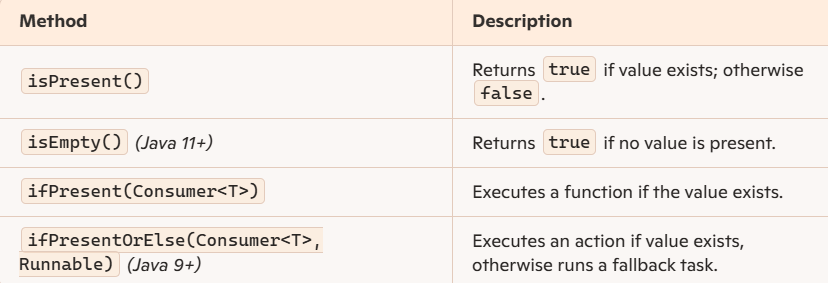 Method Description
isPresent() Returns true if value exists; otherwise
false.
isEmpty() (Java 11+) Returns true if no value is present.
ifPresent(Consumer<T>) Executes a function if the value exists.
ifPresentOrElse(Consumer<T>,
Runnable) (Java 9+)
Executes an action if value exists,
otherwise runs a fallback task.